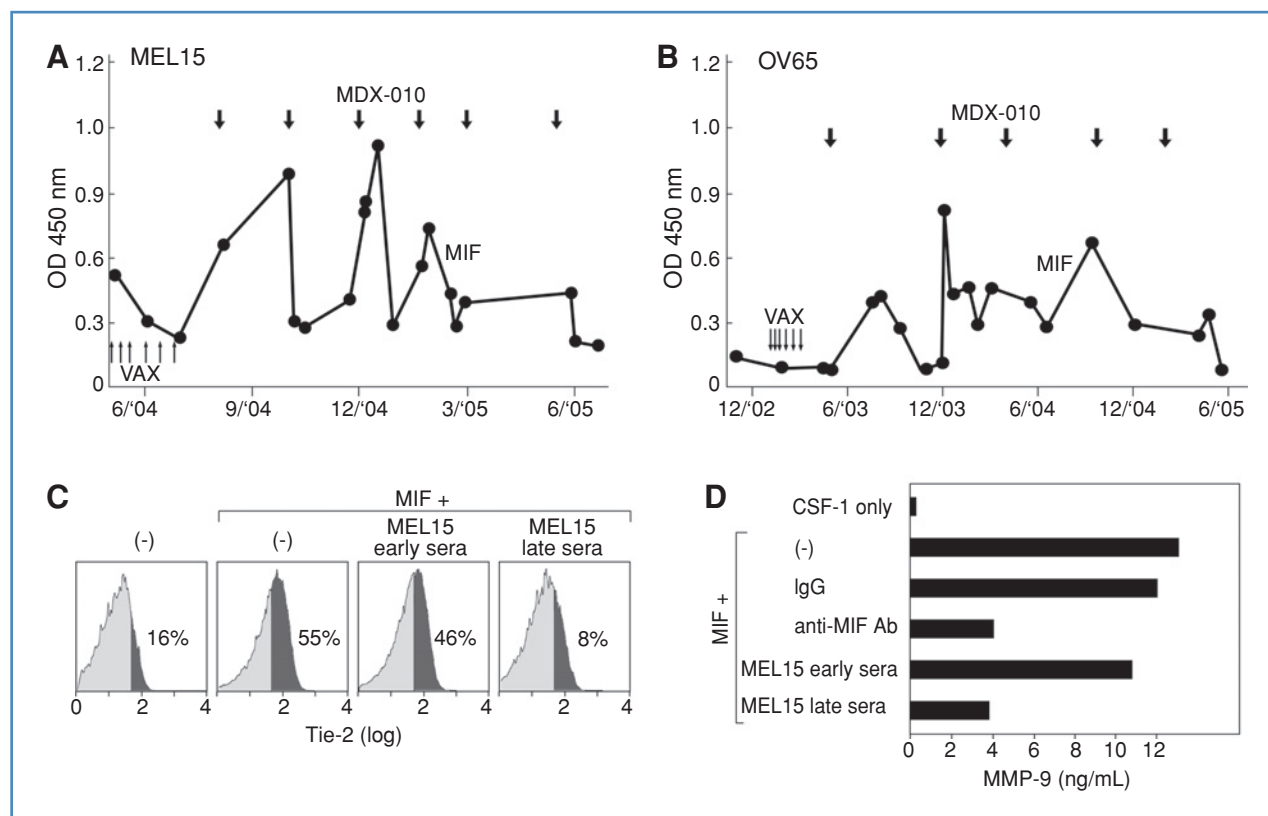 A
MEL15
1.2
1.0
0.9
0.6
0.3
0
OD 450 nm
MDX-010
MIF
VAX
6/‘04
9/‘04
12/‘04
3/‘05
6/‘05
B
OV65
1.2
1.0
0.9
0.6
0.3
0
OD 450 nm
MDX-010
MIF
VAX
12/‘02
6/‘03
12/‘03
6/‘04
12/‘04
6/‘05
C
MIF +
(-)
(-)
MEL15
early sera
MEL15
late sera
16%
55%
46%
8%
0
2
4
2
4
2
4
2
4
Tie-2 (log)
D
CSF-1 only
(-)
IgG
anti-MIF Ab
MEL15 early sera
MEL15 late sera
MIF +
0
2
4
6
8
10
12
MMP-9 (ng/mL)